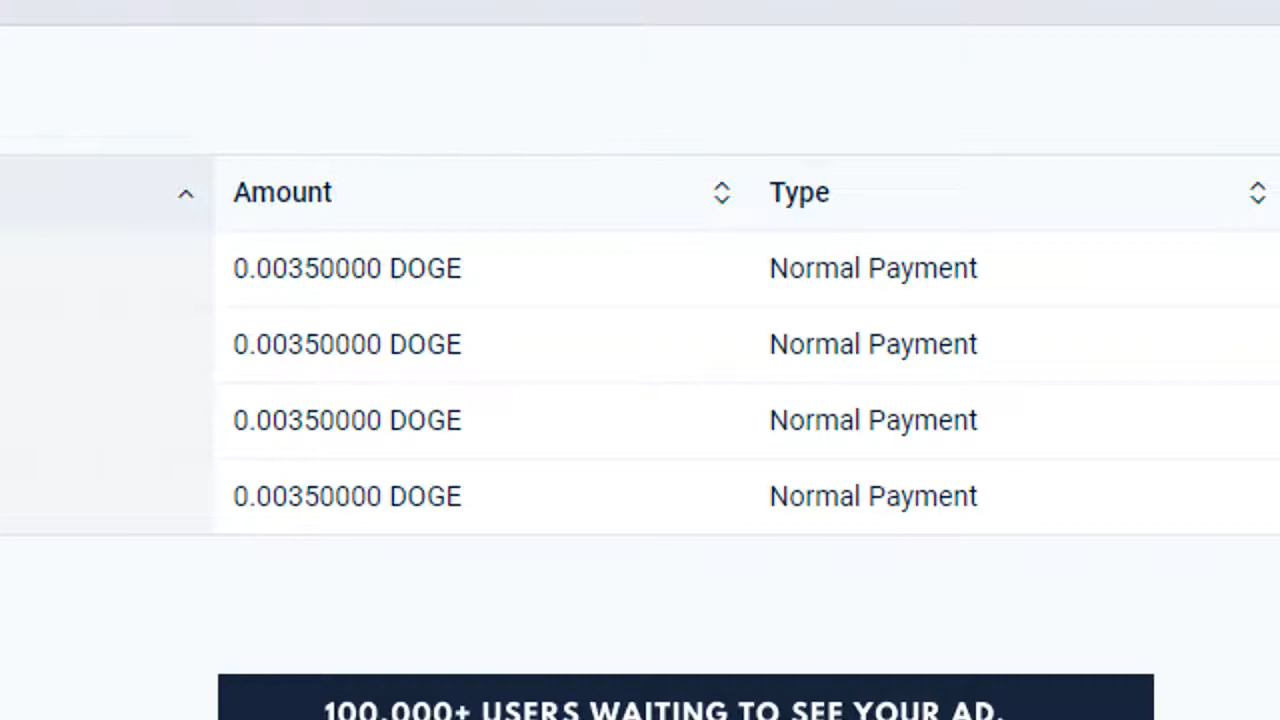 Amount Type
0.00350000 DOGE Normal Payment
0.00350000 DOGE Normal Payment
0.00350000 DOGE Normal Payment
0.00350000 DOGE Normal Payment
100,000+ USERS WAITING TO SEE YOUR AD.